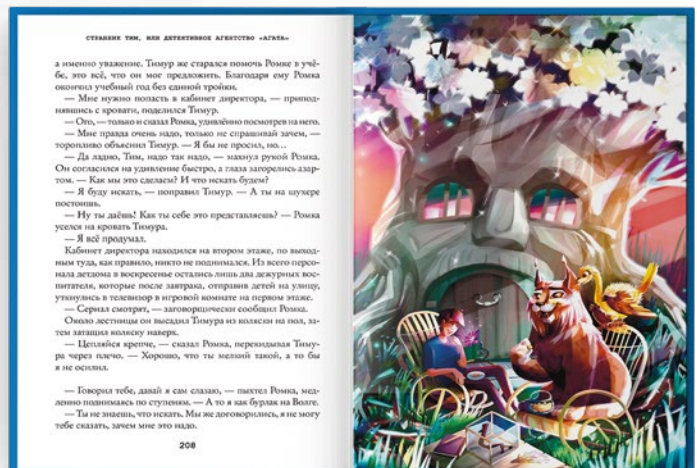 СТРАННИК ТИМ, ИЛИ ДЕТЕКТИВНОЕ АГЕНТСТВО «АГАТА»
а именно уважение. Тимур же старался помочь Ромке в учё-
бе, это всё, что он мог предложить. Благодаря ему Ромка
окончил учебный год без единой тройки.
— Мне нужно попасть в кабинет директора, — припод-
нявшись с кровати, поделился Тимур.
— Ого, — только и сказал Ромка, удивлённо посмотрев на него.
— Мне правда очень надо, только не спрашивай зачем, —
торопливо объяснил Тимур. — Я бы не просил, но...
— Да ладно, Тим, надо так надо, — махнул рукой Ромка.
Он согласился на удивление быстро, а глаза загорелись азар-
том. — Как мы это сделаем? И что искать будем?
— Я буду искать, — поправил Тимур. — А ты на шухере
постоишь.
— Ну ты даёшь! Как ты себе это представляешь? — Ромка
уселся на кровать Тимура.
— Я всё продумал.
Кабинет директора находился на втором этаже, по выход-
ным туда, как правило, никто не поднимался. Из всего персо-
нала детдома в воскресенье остались лишь два дежурных вос-
питателя, которые после завтрака, отправив детей на улицу,
уткнулись в телевизор в игровой комнате на первом этаже.
— Сериал смотрят, — заговорщически сообщил Ромка.
Около лестницы он высадил Тимура из коляски на пол, за-
тем затащил коляску наверх.
— Цепляйся крепче, — сказал Ромка, перекидывая Тиму-
ра через плечо. — Хорошо, что ты мелкий такой, а то бы
я не осилил.
— Говорил тебе, давай я сам слазаю, — пыхтел Ромка, мед-
ленно поднимаясь по ступеням. — А то я как бурлак на Волге.
— Ты не знаешь, что искать. Мы же договорились, я не могу
тебе сказать, зачем мне это надо.
208